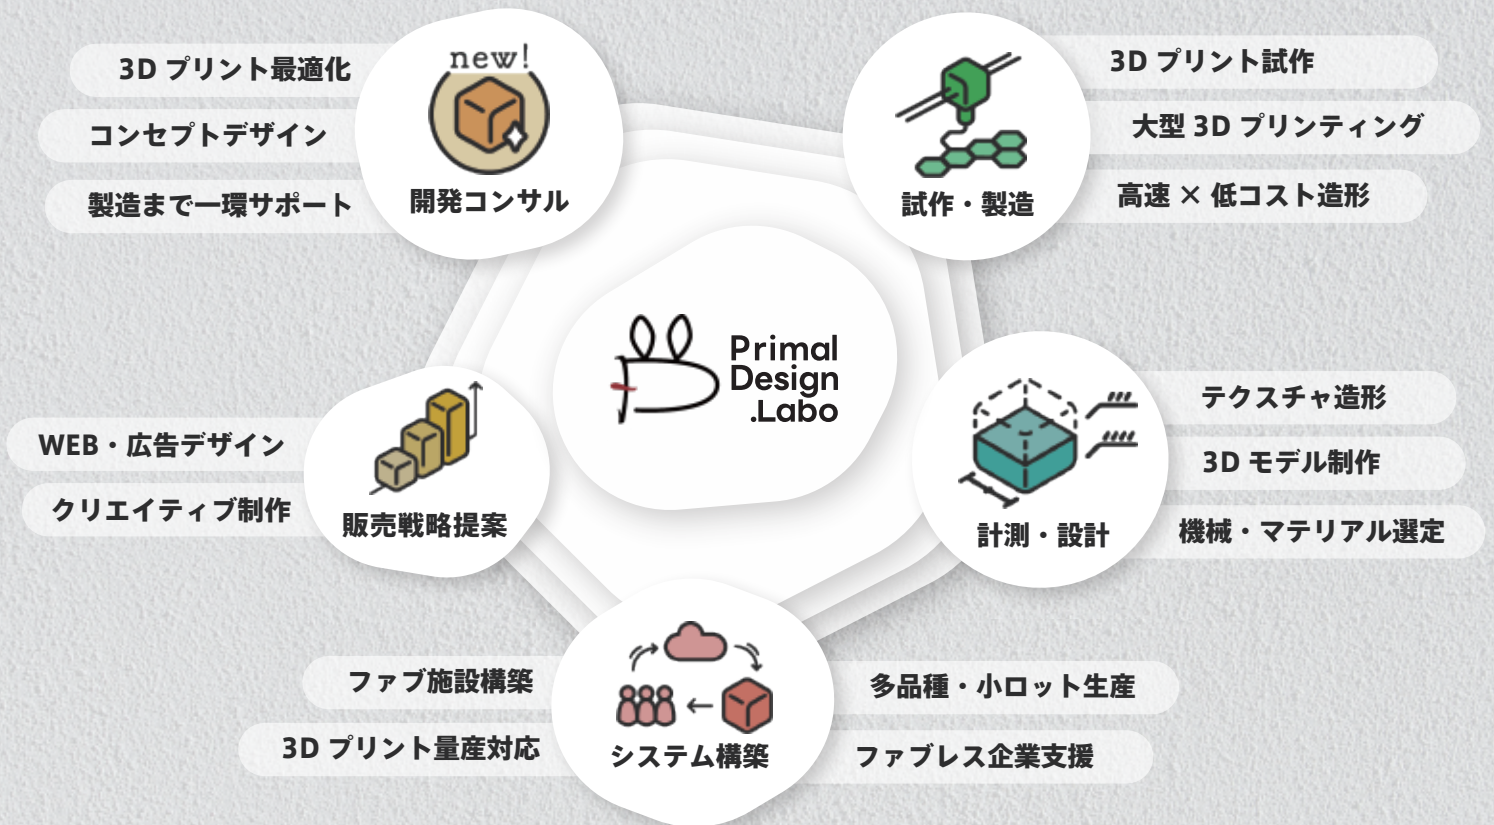 3D プリント最適化
コンセプトデザイン
製造まで一環サポート
new!
開発コンサル
試作・製造
3D プリント試作
大型 3D プリンティング
高速 × 低コスト造形
Primal
Design
.Labo
WEB・広告デザイン
クリエイティブ制作
販売戦略提案
計測・設計
テクスチャ造形
3D モデル制作
機械・マテリアル選定
ファブ施設構築
3D プリント量産対応
システム構築
多品種・小ロット生産
ファブレス企業支援